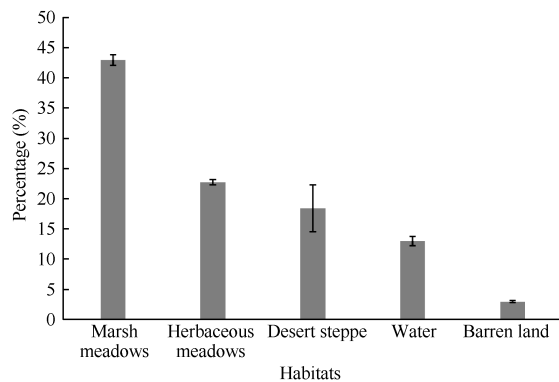 50
45
40
35
30
25
20
15
10
5
0
Percentage (%)
Marsh meadows
Herbaceous meadows
Desert steppe
Water
Barren land
Habitats